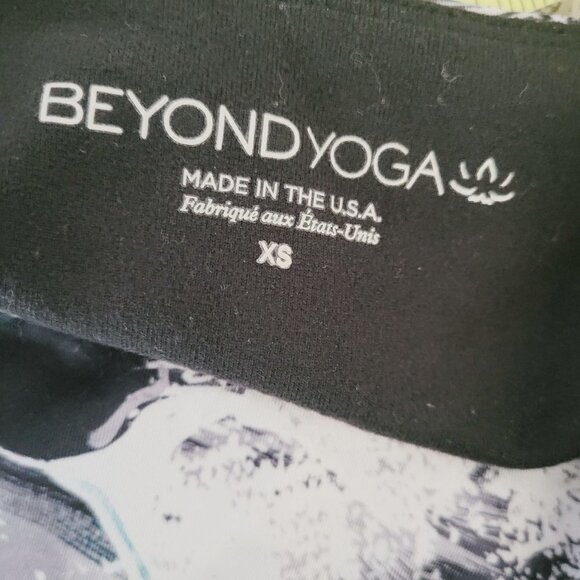 BEYOND YOGA
MADE IN THE U.S.A.
Fabriqué aux États-Unis
XS